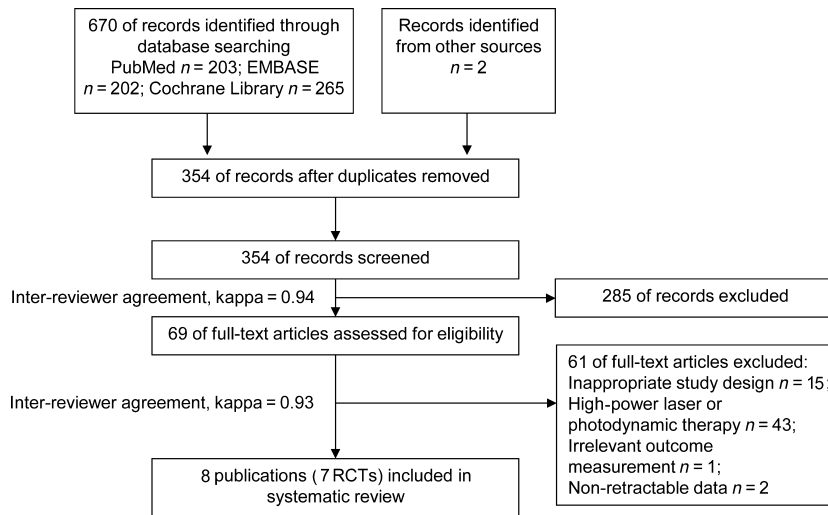 670 of records identified through
database searching
PubMed n = 203; EMBASE
n = 202; Cochrane Library n = 265
Records identified
from other sources
n = 2
354 of records after duplicates removed
354 of records screened
Inter-reviewer agreement, kappa = 0.94
285 of records excluded
69 of full-text articles assessed for eligibility
61 of full-text articles excluded:
Inappropriate study design n = 15;
High-power laser or
photodynamic therapy n = 43;
Irrelevant outcome
measurement n = 1;
Non-retractable data n = 2
Inter-reviewer agreement, kappa = 0.93
8 publications (7 RCTs) included in
systematic review